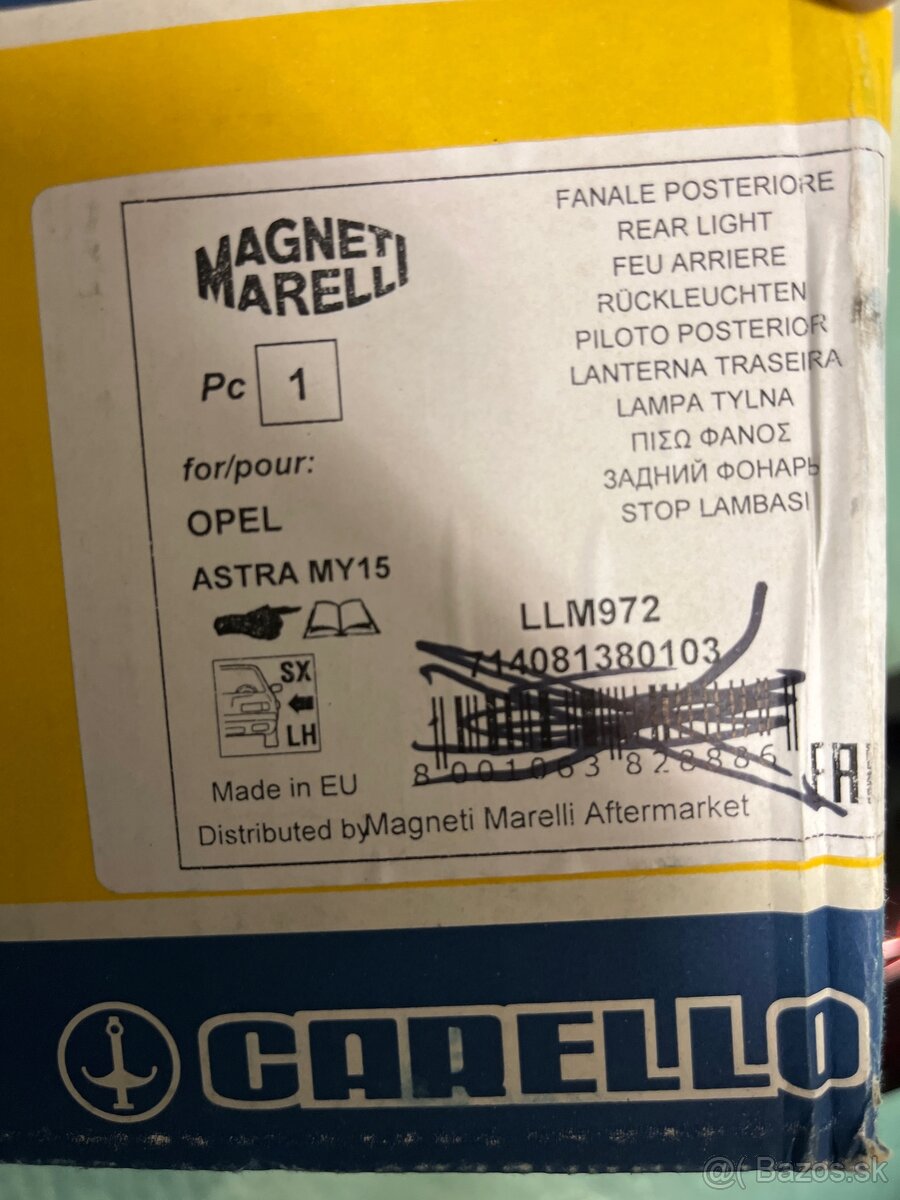 MAGNETI
MARELLI
Pc 1
for/pour:
OPEL
ASTRA MY15
SX
LH
Made in EU
Distributed by Magneti Marelli Aftermarket
FANALE POSTERIORE
REAR LIGHT
FEU ARRIERE
RÜCKLEUCHTEN
PILOTO POSTERIOR
LANTERNA TRASEIRA
LAMPA TYLNA
ΠΙΣΩ ΦΑΝΟΣ
ЗАДНИЙ ФОНАРЬ
STOP LAMBASI
LLM972
714081380103
8 001063 828886
EAC
CARELLO
@( Bazos.sk